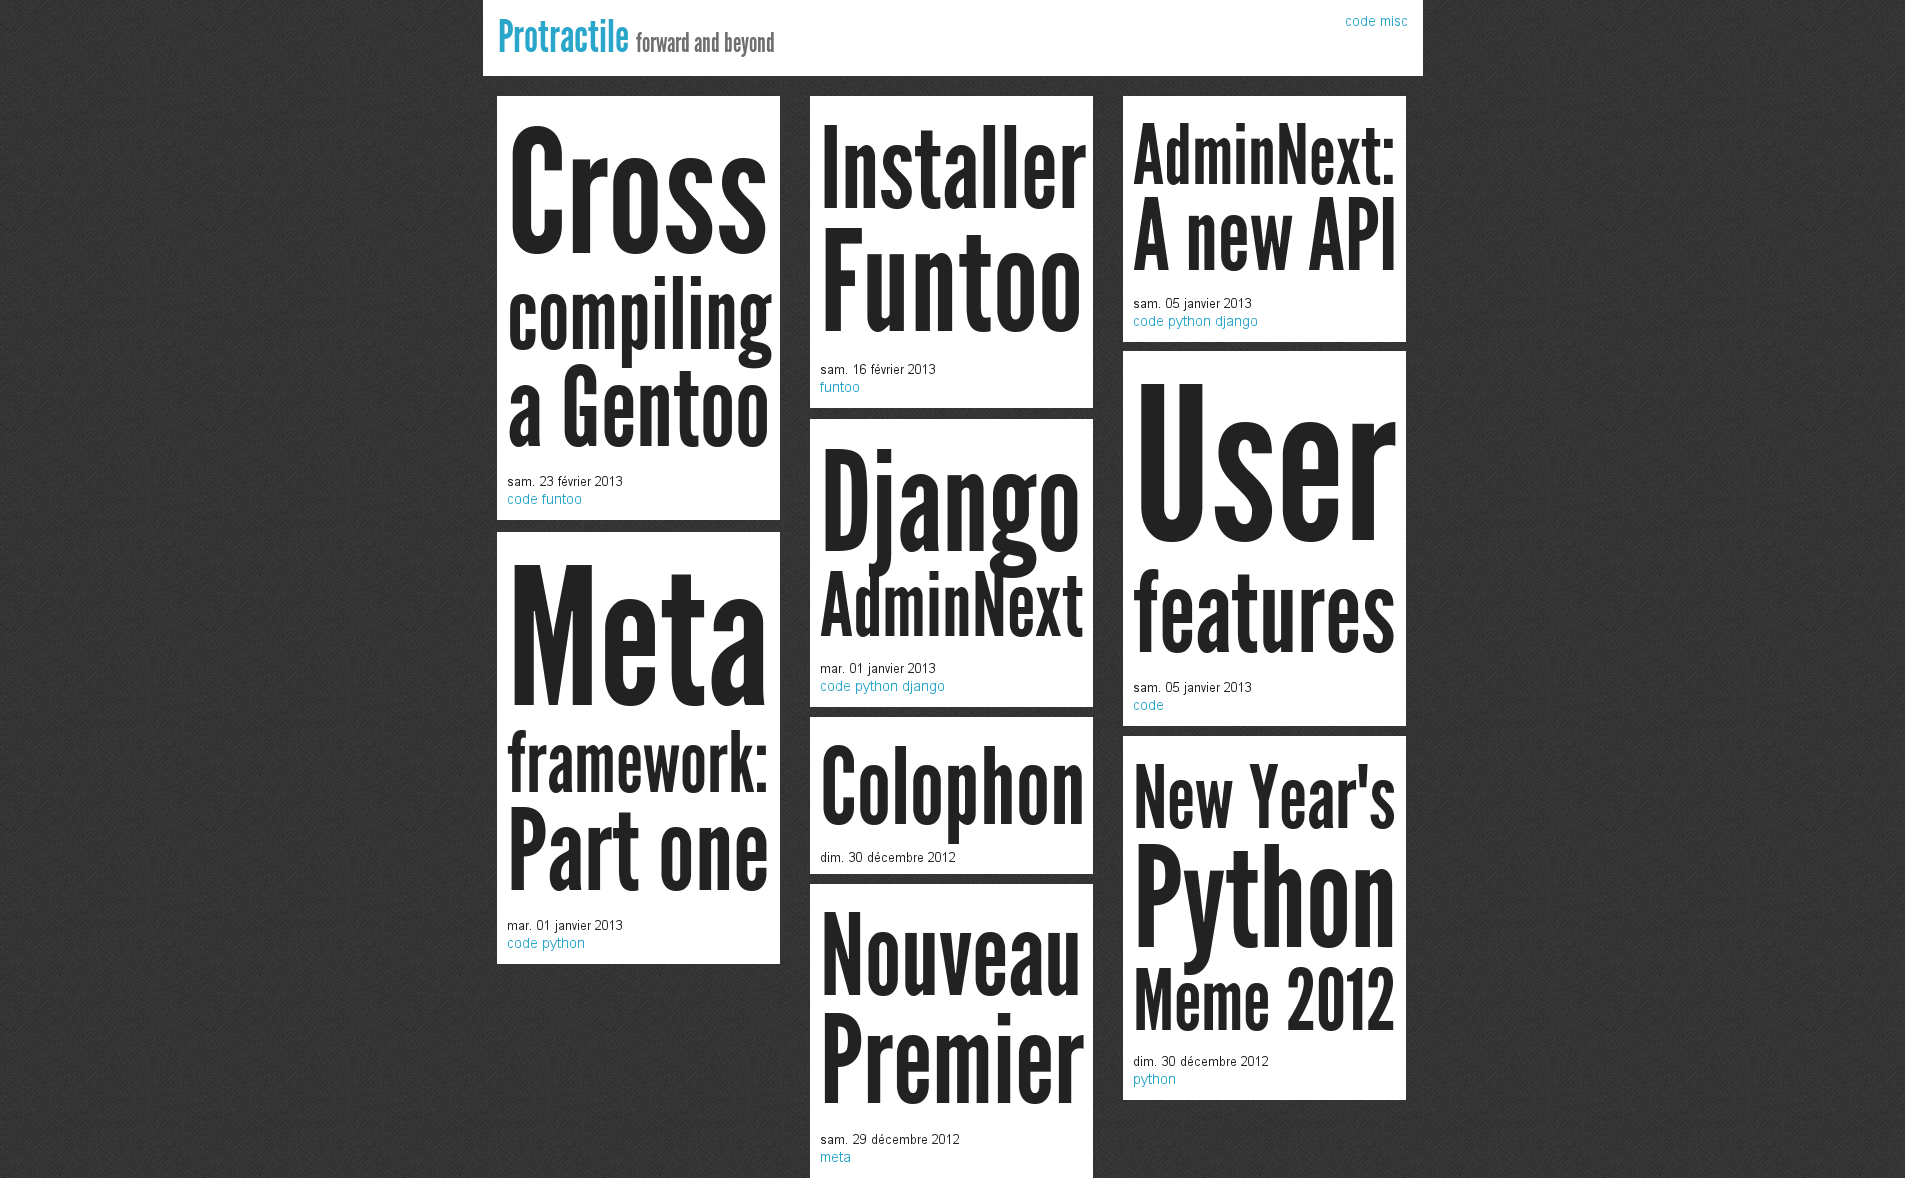 Protractile forward and beyond
code misc
Cross
compiling
a Gentoo
sam. 23 février 2013
code funtoo
Meta
framework:
Part one
mar. 01 janvier 2013
code python
Installer
Funtoo
sam. 16 février 2013
funtoo
Django
AdminNext
mar. 01 janvier 2013
code python django
Colophon
dim. 30 décembre 2012
Nouveau
Premier
sam. 29 décembre 2012
meta
AdminNext:
A new API
sam. 05 janvier 2013
code python django
User
features
sam. 05 janvier 2013
code
New Year's
Python
Meme 2012
dim. 30 décembre 2012
python